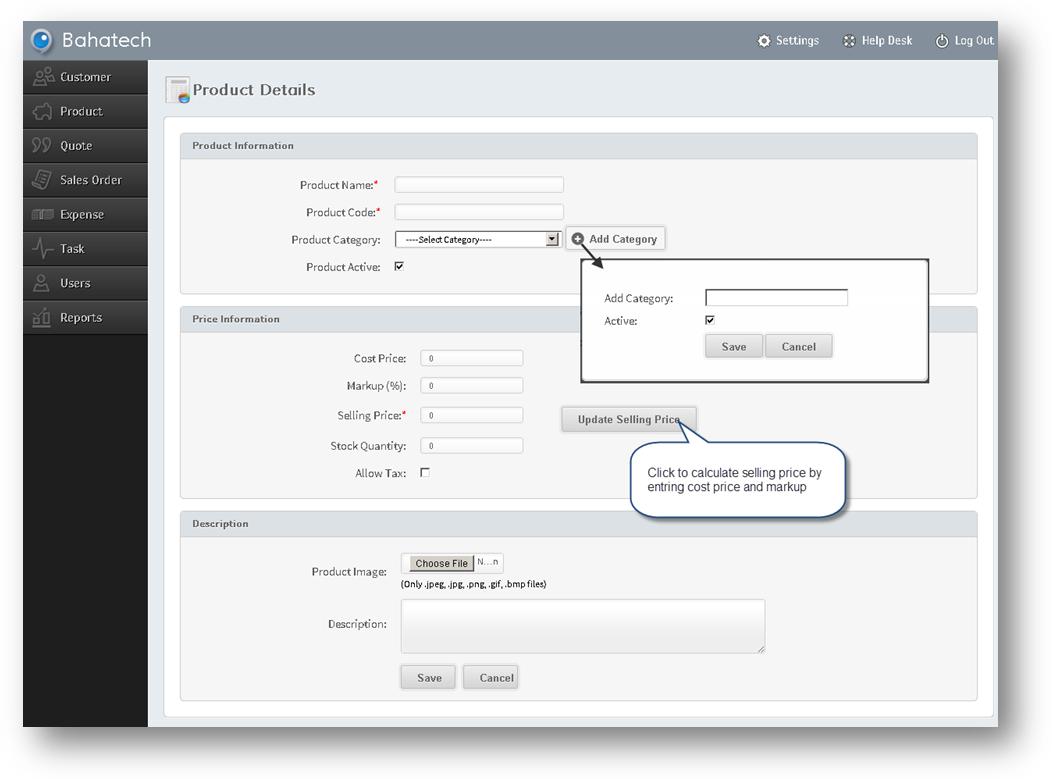 Bahatech
Settings
Help Desk
Log Out
Customer
Product
Quote
Sales Order
Expense
Task
Users
Reports
Product Details
Product Information
Product Name:*
Product Code:*
Product Category: ----Select Category---- Add Category
Product Active:
Add Category:
Active:
Save Cancel
Price Information
Cost Price: 0
Markup (%): 0
Selling Price:* 0 Update Selling Price
Stock Quantity: 0
Allow Tax:
Click to calculate selling price by
entring cost price and markup
Description
Product Image: Choose File N...n
(Only .jpeg, .jpg, .png, .gif, .bmp files)
Description:
Save Cancel